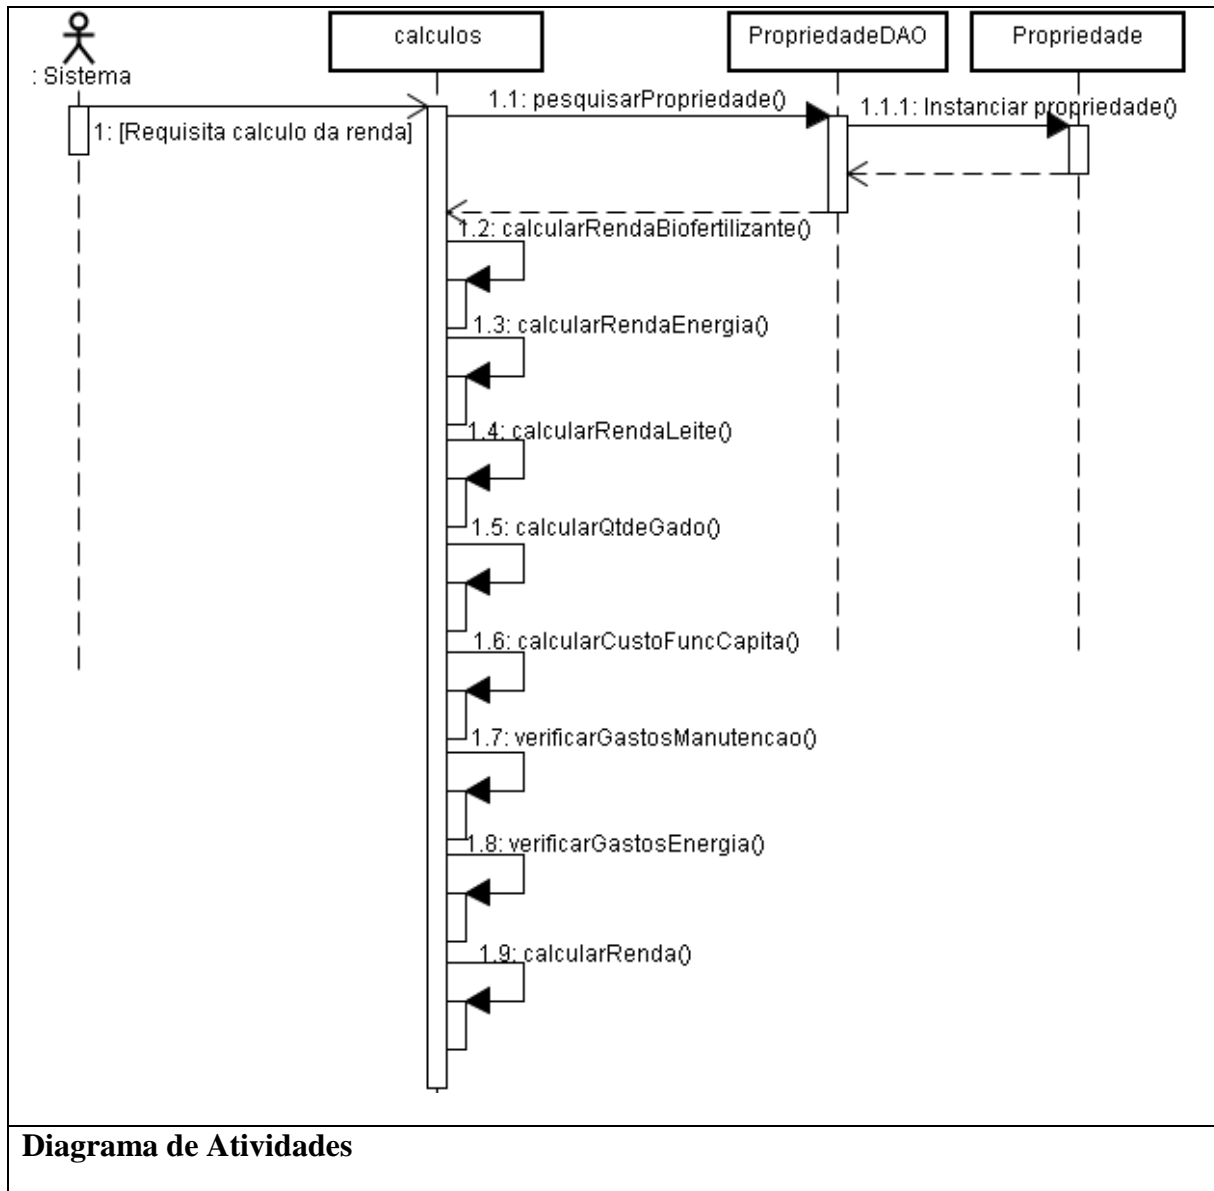 calculos
PropriedadeDAO
Propriedade
: Sistema
1.1: pesquisarPropriedade()
1.1.1: Instanciar propriedade()
1: [Requisita calculo da renda]
1.2: calcularRendaBiofertilizante()
1.3: calcularRendaEnergia()
1.4: calcularRendaLeite()
1.5: calcularQtdeGado()
1.6: calcularCustoFuncCapita()
1.7: verificarGastosManutencao()
1.8: verificarGastosEnergia()
1.9: calcularRenda()
Diagrama de Atividades